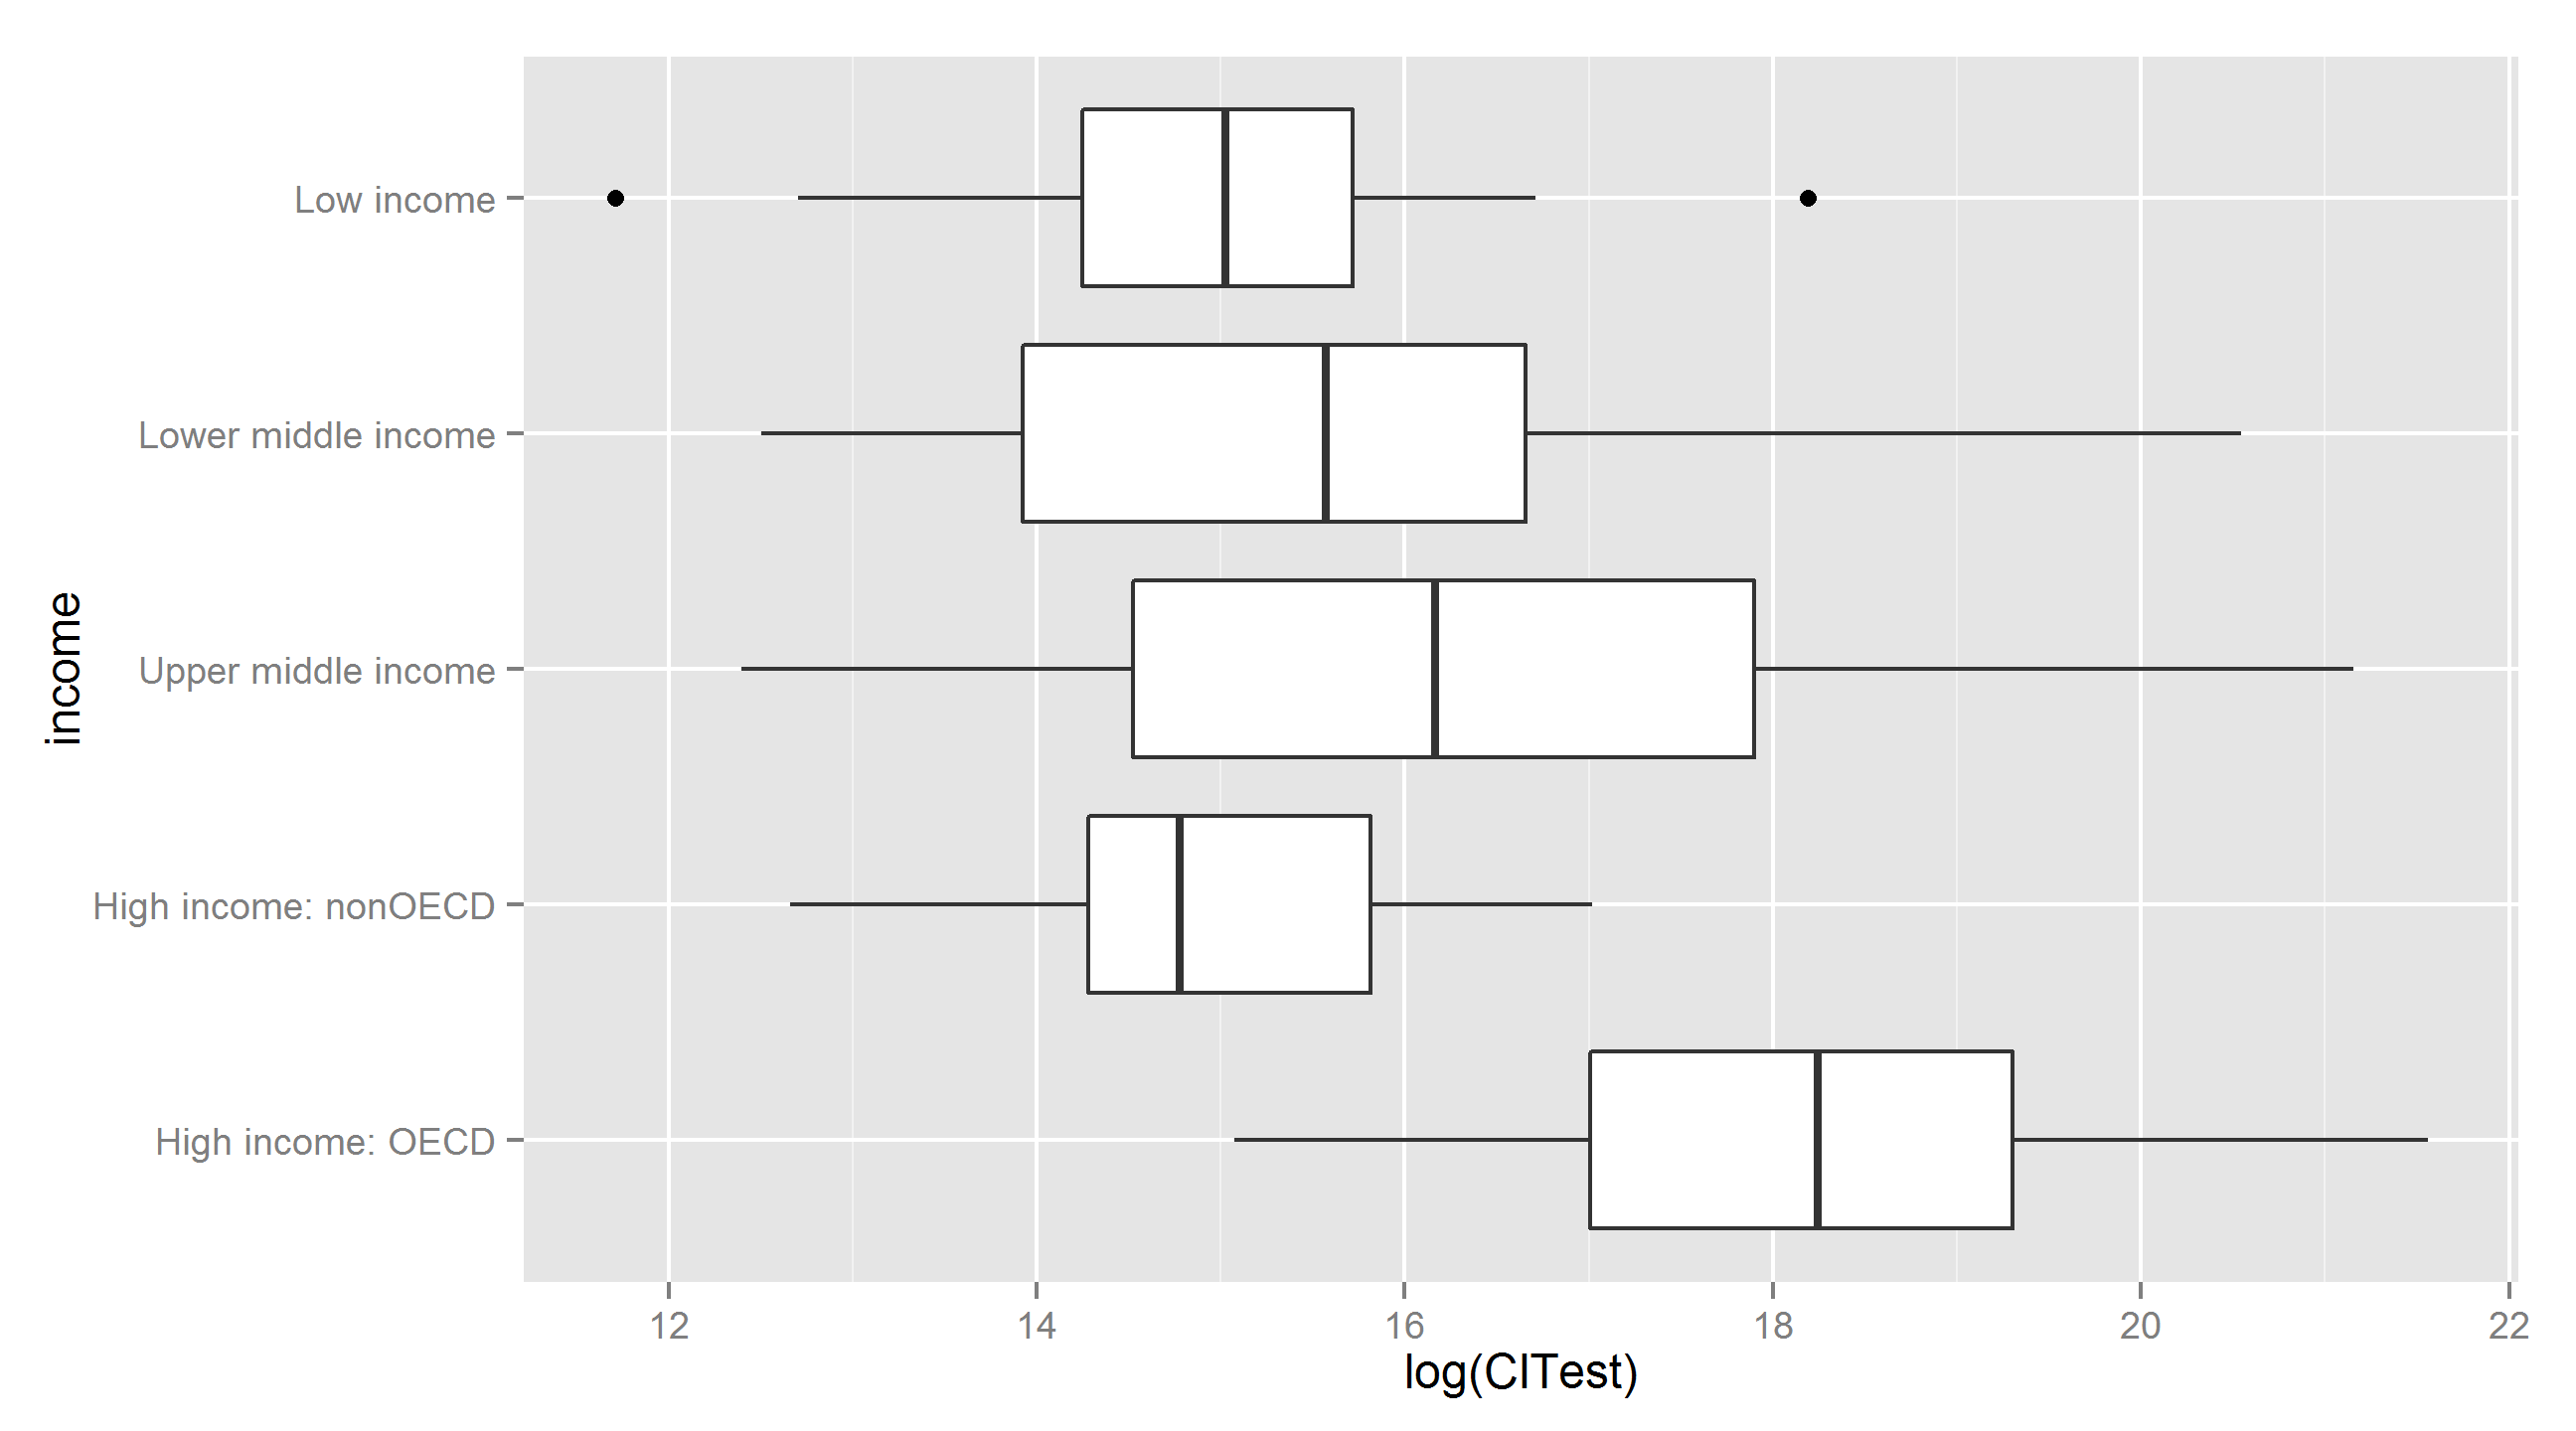 Low income
Lower middle income
Upper middle income
High income: nonOECD
High income: OECD
income
12 14 16 18 20 22
log(CITest)